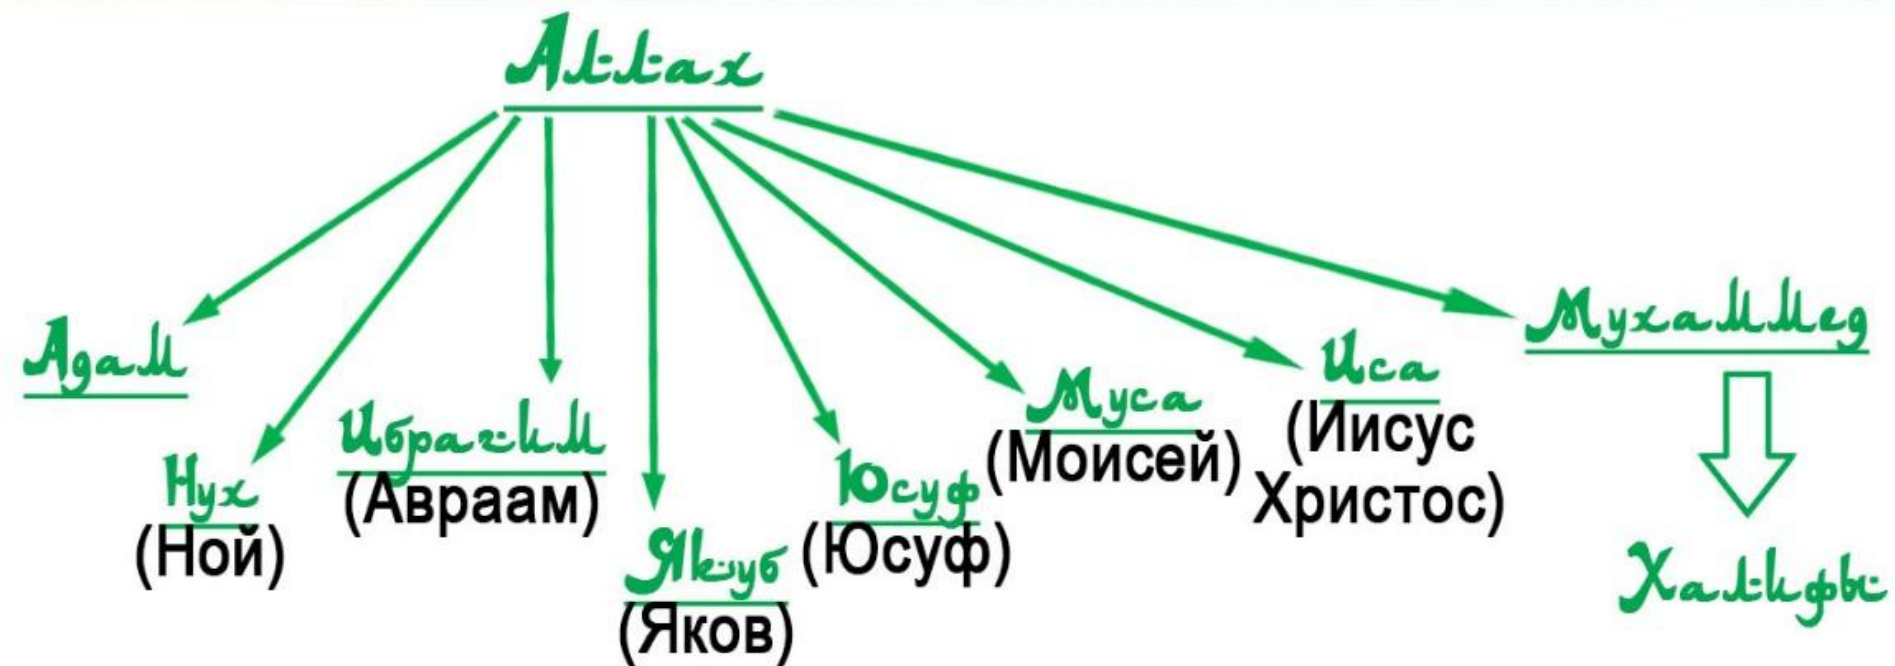 Аллах
Адам
Нух
(Ной)
Ибрагим
(Авраам)
Якуб
(Яков)
Юсуф
(Юсуф)
Муса
(Моисей)
Иса
(Иисус
Христос)
Мухаммед
Халифы